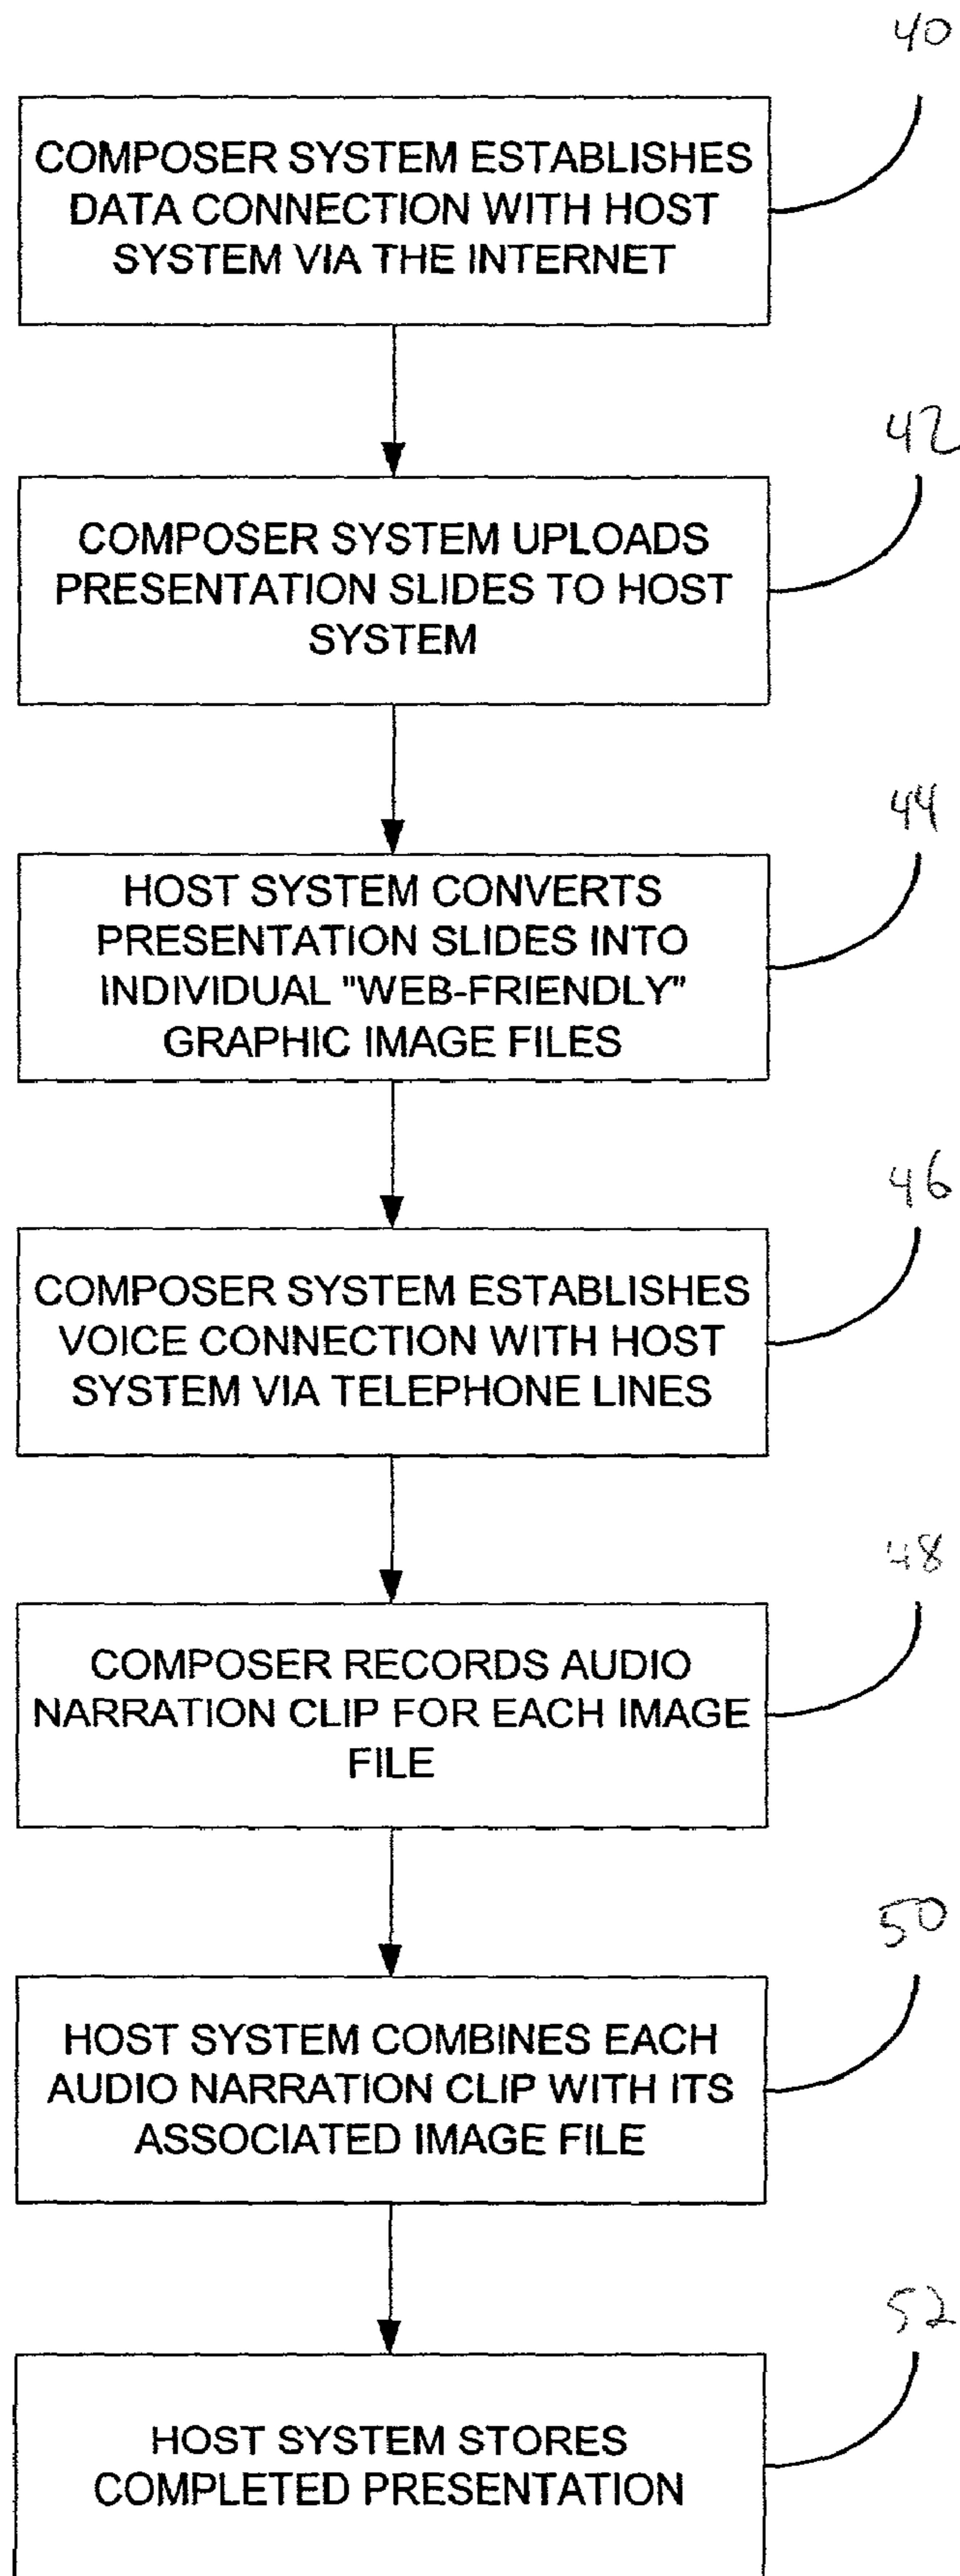 40
COMPOSER SYSTEM ESTABLISHES
DATA CONNECTION WITH HOST
SYSTEM VIA THE INTERNET
42
COMPOSER SYSTEM UPLOADS
PRESENTATION SLIDES TO HOST
SYSTEM
44
HOST SYSTEM CONVERTS
PRESENTATION SLIDES INTO
INDIVIDUAL "WEB-FRIENDLY"
GRAPHIC IMAGE FILES
46
COMPOSER SYSTEM ESTABLISHES
VOICE CONNECTION WITH HOST
SYSTEM VIA TELEPHONE LINES
48
COMPOSER RECORDS AUDIO
NARRATION CLIP FOR EACH IMAGE
FILE
50
HOST SYSTEM COMBINES EACH
AUDIO NARRATION CLIP WITH ITS
ASSOCIATED IMAGE FILE
52
HOST SYSTEM STORES
COMPLETED PRESENTATION